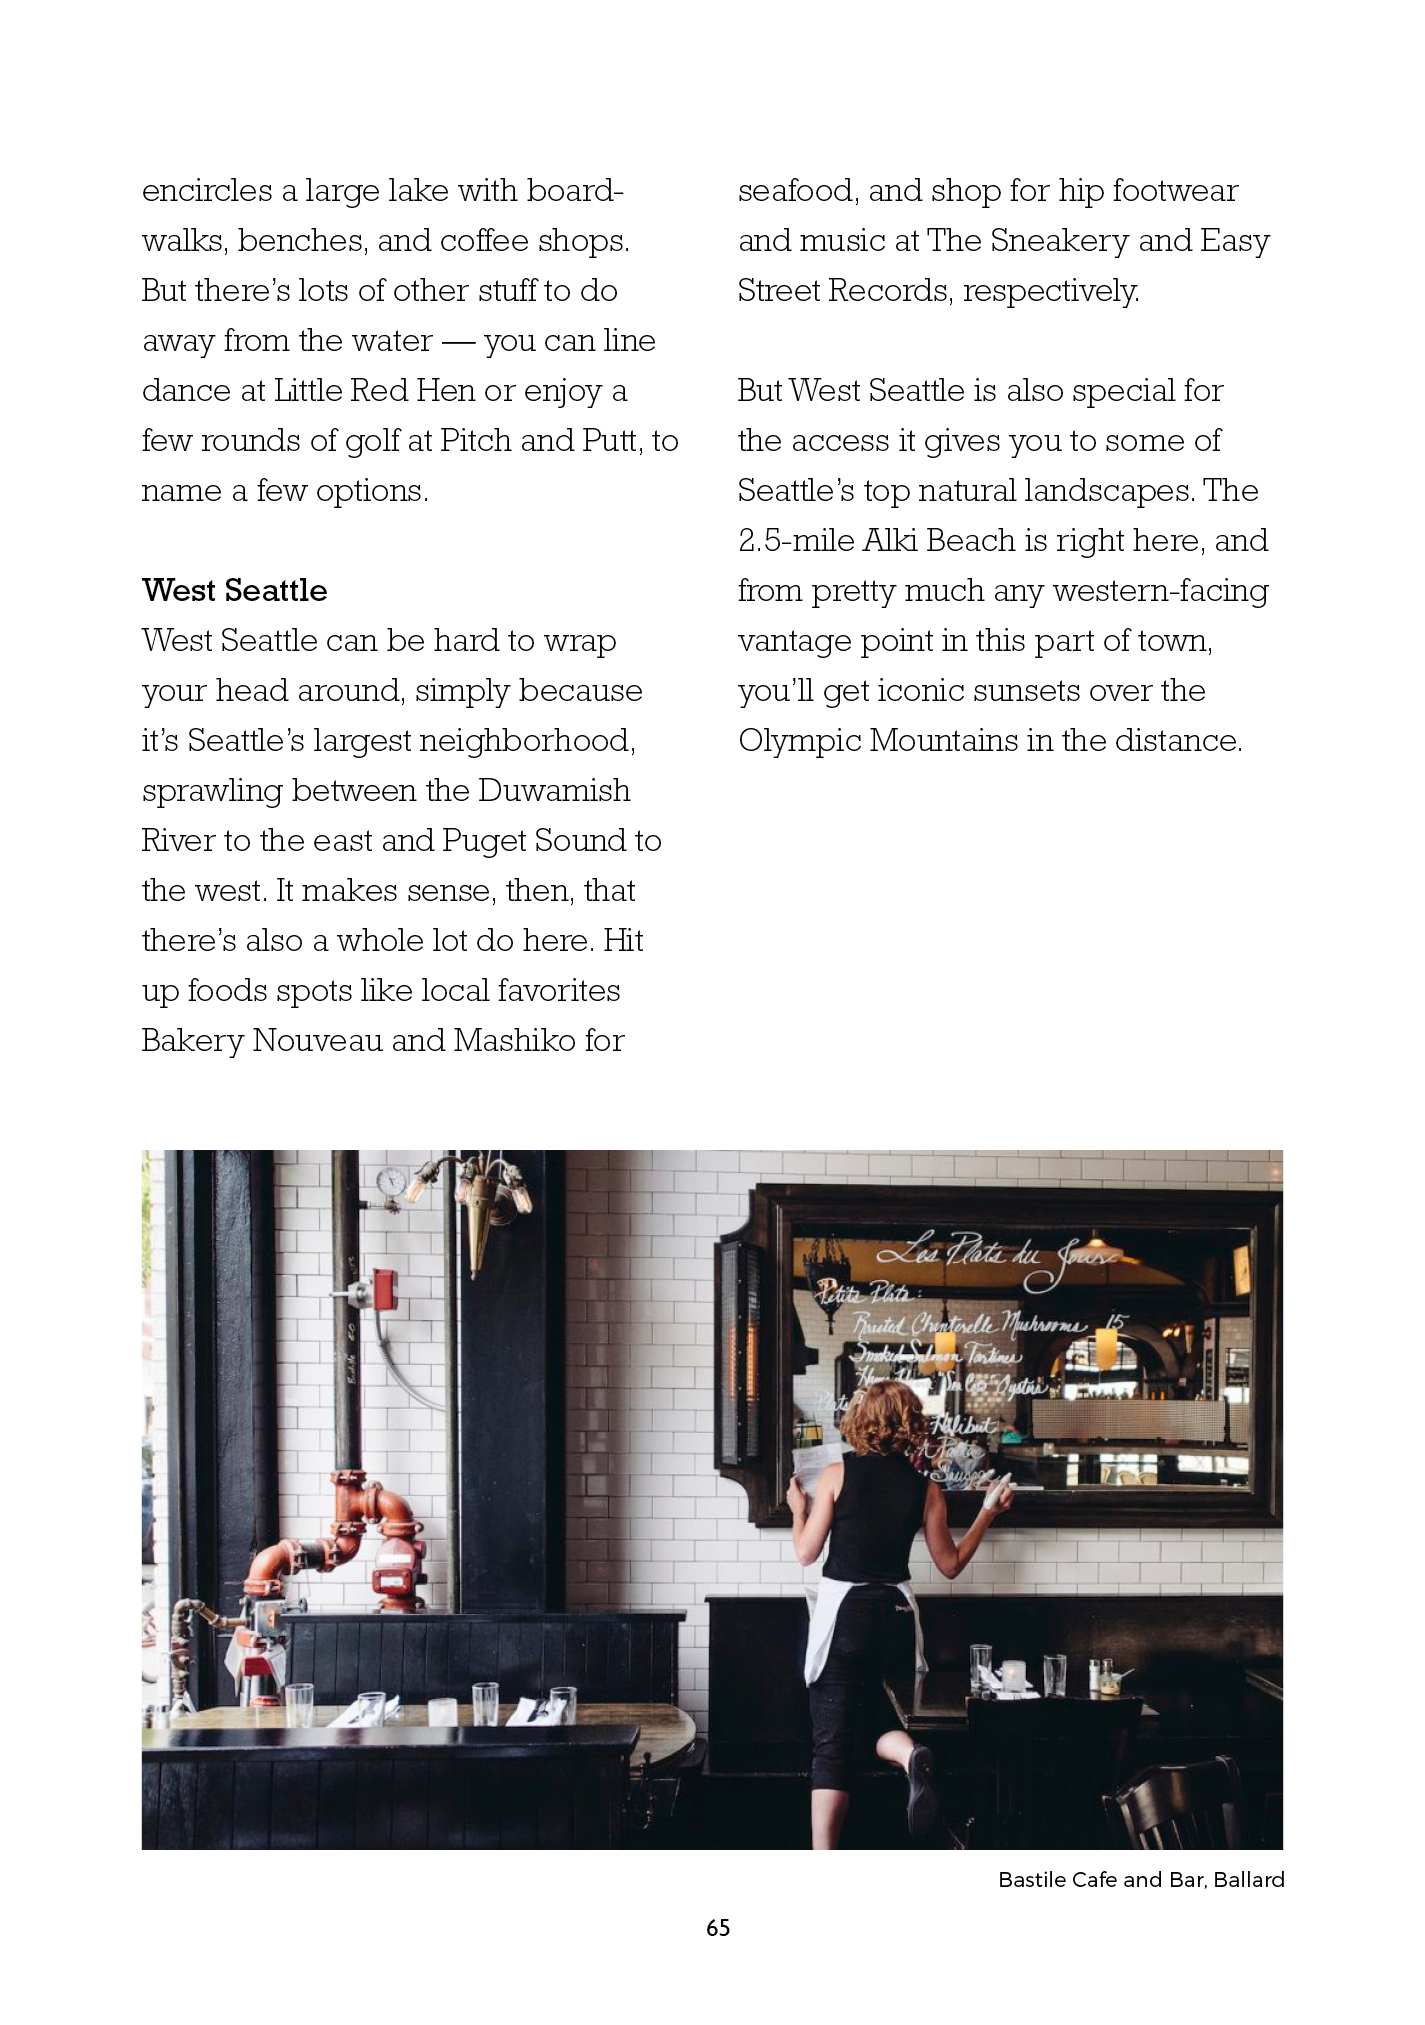 encircles a large lake with board-
walks, benches, and coffee shops.
But there's lots of other stuff to do
away from the water — you can line
dance at Little Red Hen or enjoy a
few rounds of golf at Pitch and Putt, to
name a few options.
West Seattle
West Seattle can be hard to wrap
your head around, simply because
it's Seattle's largest neighborhood,
sprawling between the Duwamish
River to the east and Puget Sound to
the west. It makes sense, then, that
there's also a whole lot do here. Hit
up foods spots like local favorites
Bakery Nouveau and Mashiko for
seafood, and shop for hip footwear
and music at The Sneakery and Easy
Street Records, respectively.
But West Seattle is also special for
the access it gives you to some of
Seattle's top natural landscapes. The
2.5-mile Alki Beach is right here, and
from pretty much any western-facing
vantage point in this part of town,
you'll get iconic sunsets over the
Olympic Mountains in the distance.
Les Plats du Jour
Petits Plats:
Roasted Chanterelle Mushrooms 15
Smoked Salmon Tartines
Oysters
Plats
Halibut
Pasta
Sausage
Bastile Cafe and Bar, Ballard
65